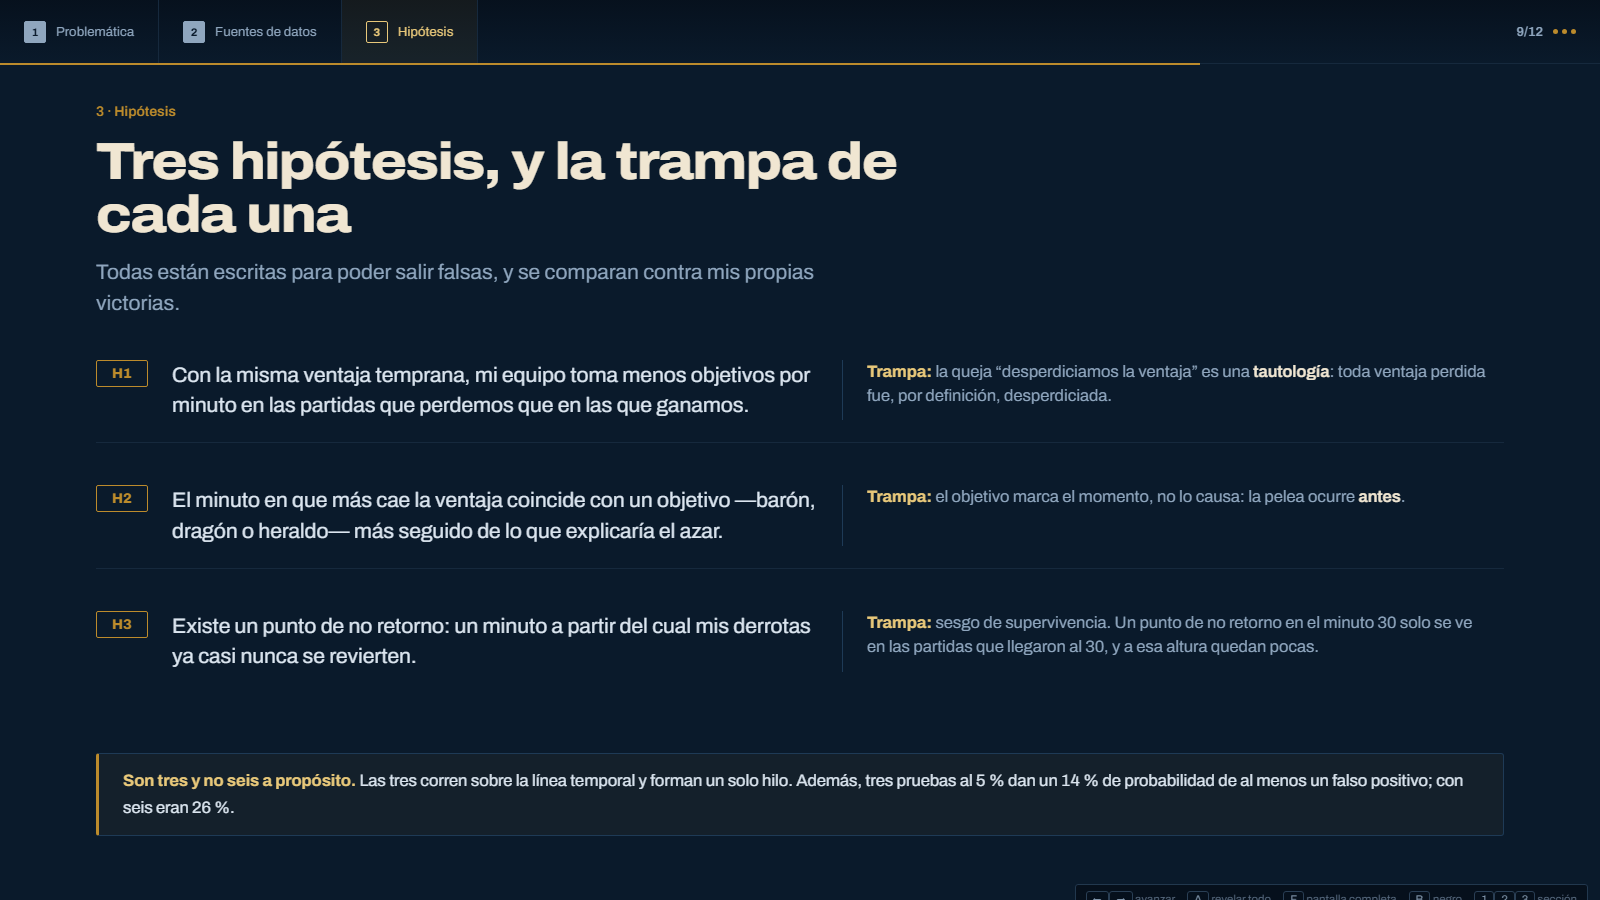 1 Problemática
2 Fuentes de datos
3 Hipótesis
9/12
3 · Hipótesis
Tres hipótesis, y la trampa de
cada una
Todas están escritas para poder salir falsas, y se comparan contra mis propias
victorias.
H1
Con la misma ventaja temprana, mi equipo toma menos objetivos por
minuto en las partidas que perdemos que en las que ganamos.
Trampa: la queja “desperdiciamos la ventaja” es una tautología: toda ventaja perdida
fue, por definición, desperdiciada.
H2
El minuto en que más cae la ventaja coincide con un objetivo —barón,
dragón o heraldo— más seguido de lo que explicaría el azar.
Trampa: el objetivo marca el momento, no lo causa: la pelea ocurre antes.
H3
Existe un punto de no retorno: un minuto a partir del cual mis derrotas
ya casi nunca se revierten.
Trampa: sesgo de supervivencia. Un punto de no retorno en el minuto 30 solo se ve
en las partidas que llegaron al 30, y a esa altura quedan pocas.
Son tres y no seis a propósito. Las tres corren sobre la línea temporal y forman un solo hilo. Además, tres pruebas al 5 % dan un 14 % de probabilidad de al menos un falso positivo; con
seis eran 26 %.
← → avanzar A revelar todo F pantalla completa B negro 1 2 3 sección